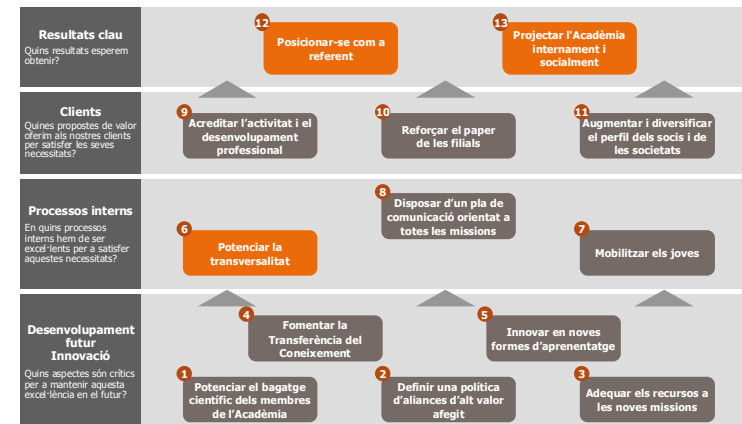 Resultats clau
Quins resultats esperem
obtenir?
12
Posicionar-se com a
referent
13
Projectar l'Acadèmia
internament i
socialment
Clients
Quines propostes de valor
oferim als nostres clients
per satisfer les seves
necessitats?
9
Acreditar l’activitat i el
desenvolupament
professional
10
Reforçar el paper
de les filials
11
Augmentar i diversificar
el perfil dels socis i de
les societats
Processos interns
En quins processos
interns hem de ser
excel·lents per a satisfer
aquestes necessitats?
6
Potenciar la
transversalitat
8
Disposar d’un pla de
comunicació orientat a
totes les missions
7
Mobilitzar els joves
Desenvolupament
futur
Innovació
Quins aspectes són crítics
per a mantenir aquesta
excel·lència en el futur?
4
Fomentar la
Transferència del
Coneixement
5
Innovar en noves
formes d’aprenentatge
1
Potenciar el bagatge
científic dels membres
de l’Acadèmia
2
Definir una política
d’aliances d’alt valor
afegit
3
Adequar els recursos a
les noves missions